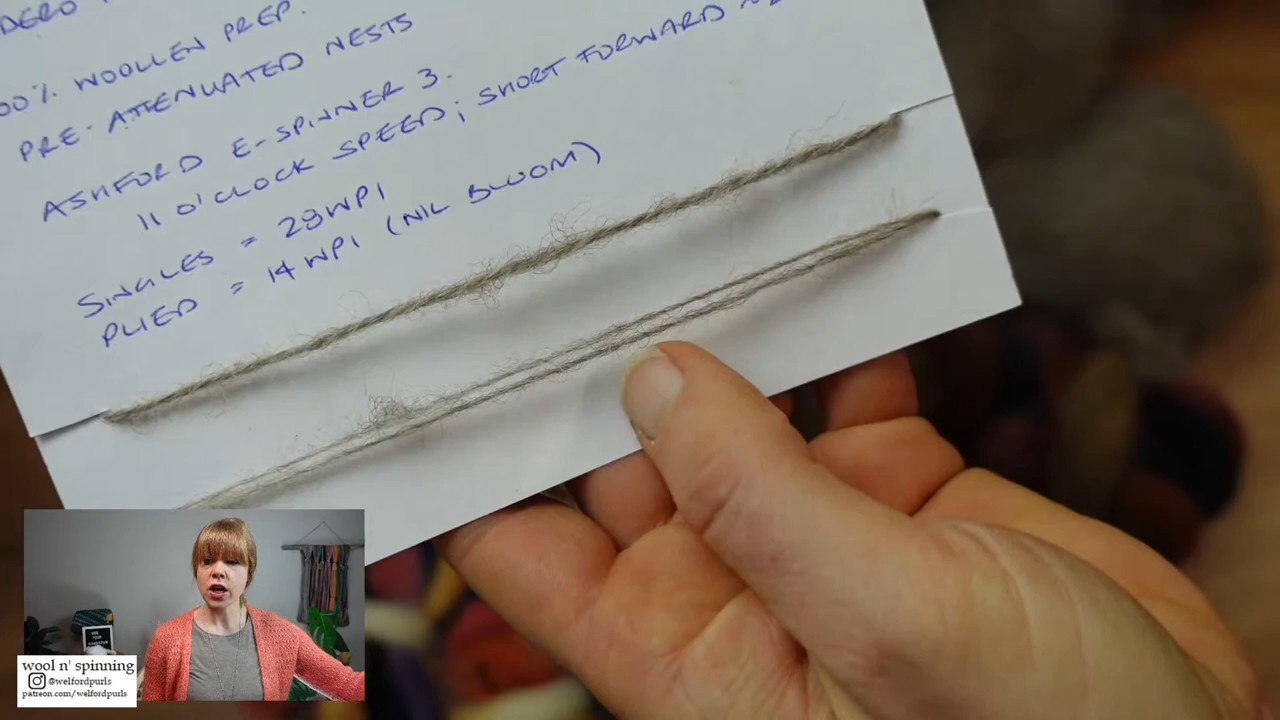 100% WOOLLEN PREP.
PRE-ATTENUATED NESTS
ASHFORD E-SPINNER 3.
11 O'CLOCK SPEED; SHORT FORWARD
SINGLES = 28WPI
PLIED = 14 WPI (NIL BLOOM)
wool n' spinning
@welfordpurls
patreon.com/welfordpurls